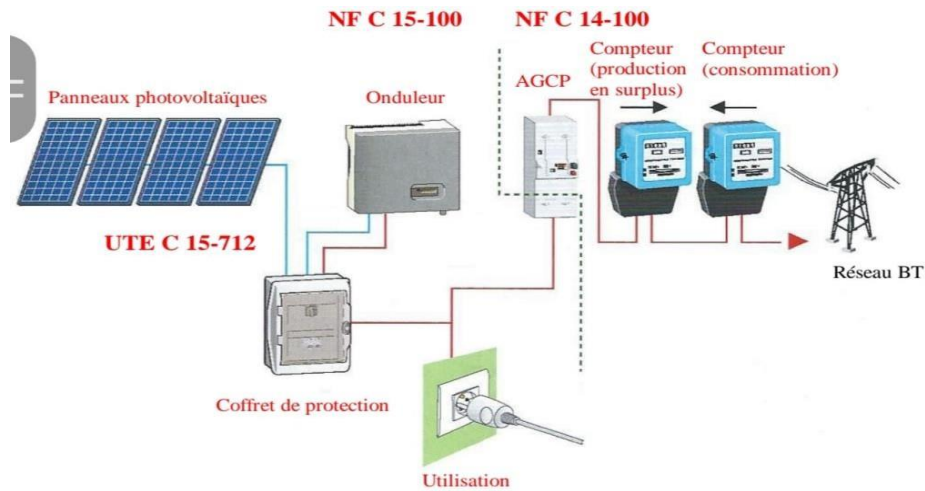 NF C 15-100
NF C 14-100
Compteur
(production
en surplus)
Compteur
(consommation)
AGCP
Panneaux photovoltaïques
Onduleur
UTE C 15-712
Réseau BT
Coffret de protection
Utilisation